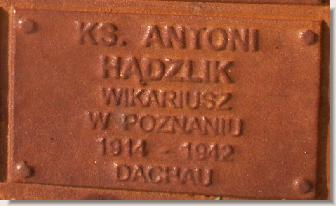 KS. ANTONI
HĄDZLIK
WIKARIUSZ
W POZNANIU
1914 - 1942
DACHAU